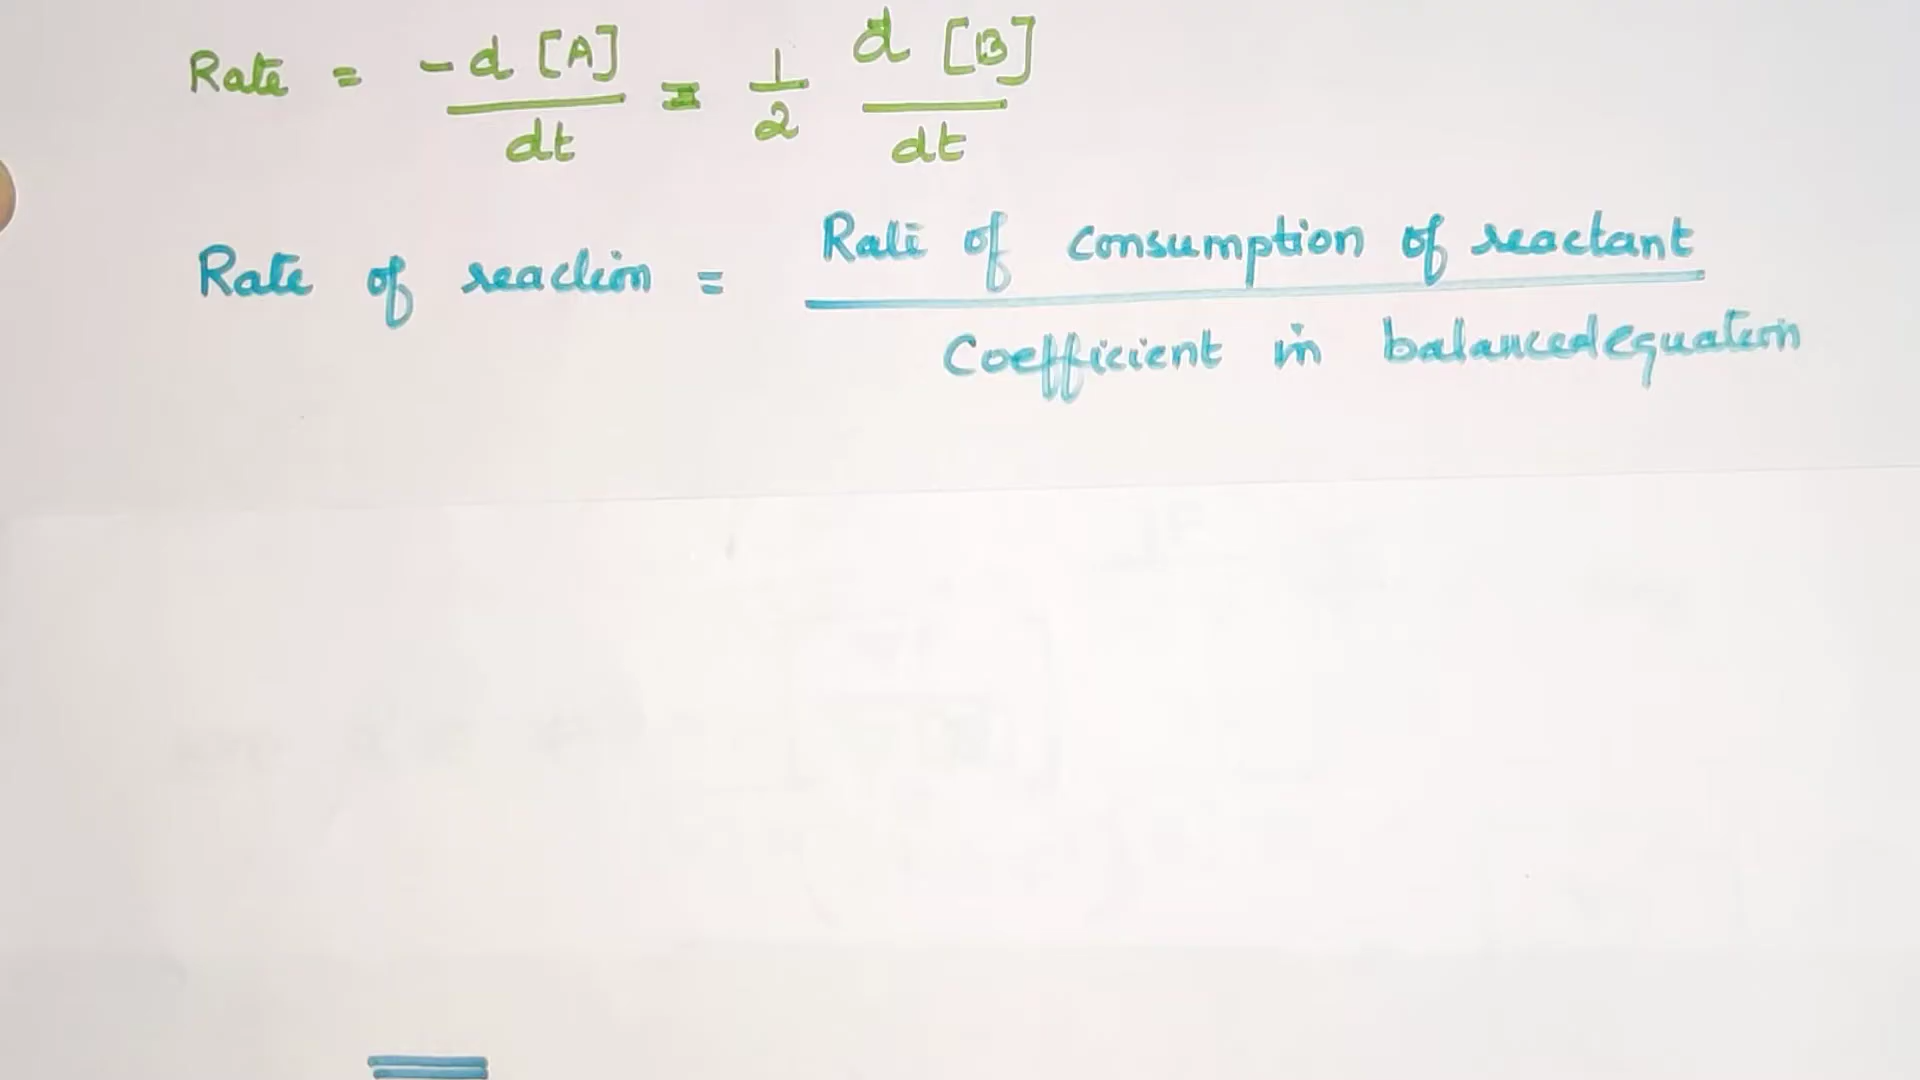 Rate = -d [A] / dt = 1/2 d [B] / dt
Rate of reaction = Rate of consumption of reactant
Coefficient in balanced equation